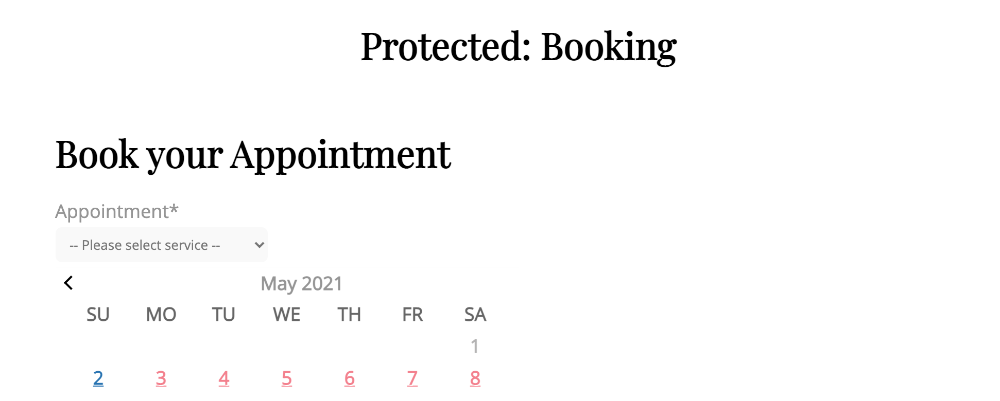 Protected: Booking
Book your Appointment
Appointment*
-- Please select service --
May 2021
SU MO TU WE TH FR SA
1
2 3 4 5 6 7 8